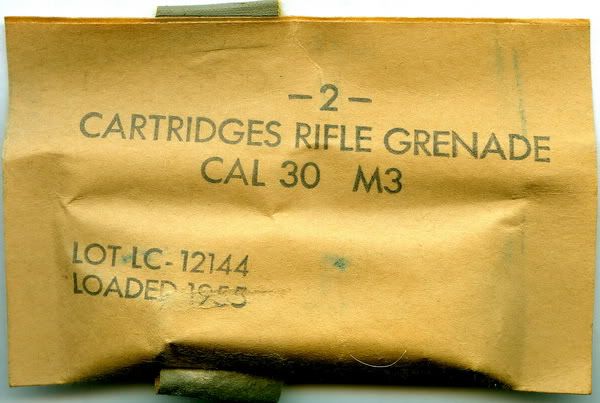 -2-
CARTRIDGES RIFLE GRENADE
CAL 30 M3
LOT LC-12144
LOADED 1955